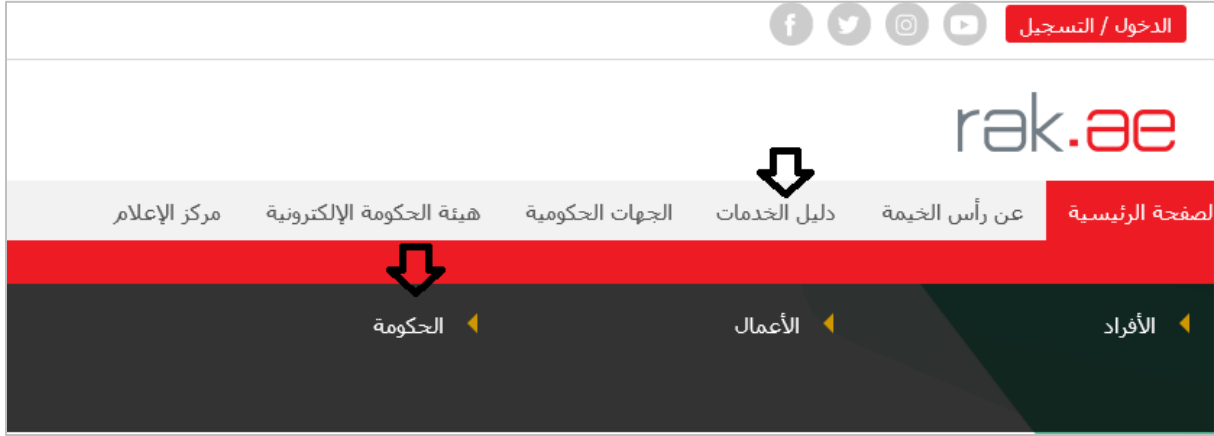 الدخول / التسجيل
rak.ae
لصفحة الرئيسية عن رأس الخيمة دليل الخدمات الجهات الحكومية هيئة الحكومة الإلكترونية مركز الإعلام
الأفراد الأعمال الحكومة